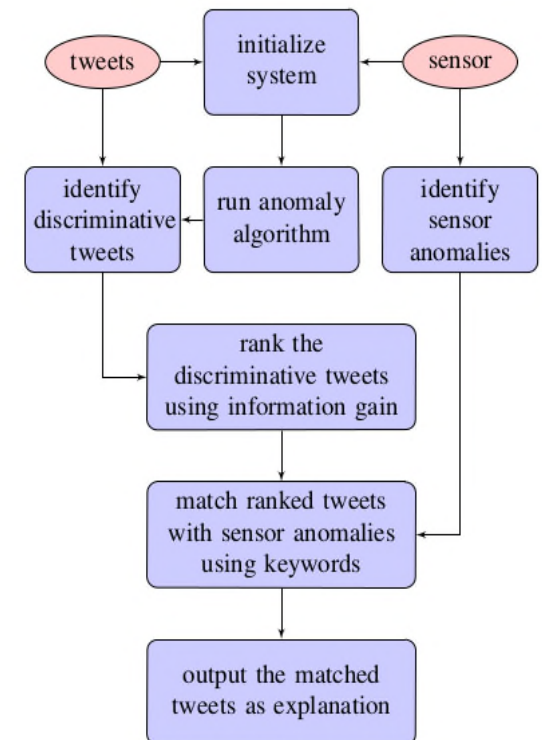 tweets
initialize
system
sensor
identify
discriminative
tweets
run anomaly
algorithm
identify
sensor
anomalies
rank the
discriminative tweets
using information gain
match ranked tweets
with sensor anomalies
using keywords
output the matched
tweets as explanation